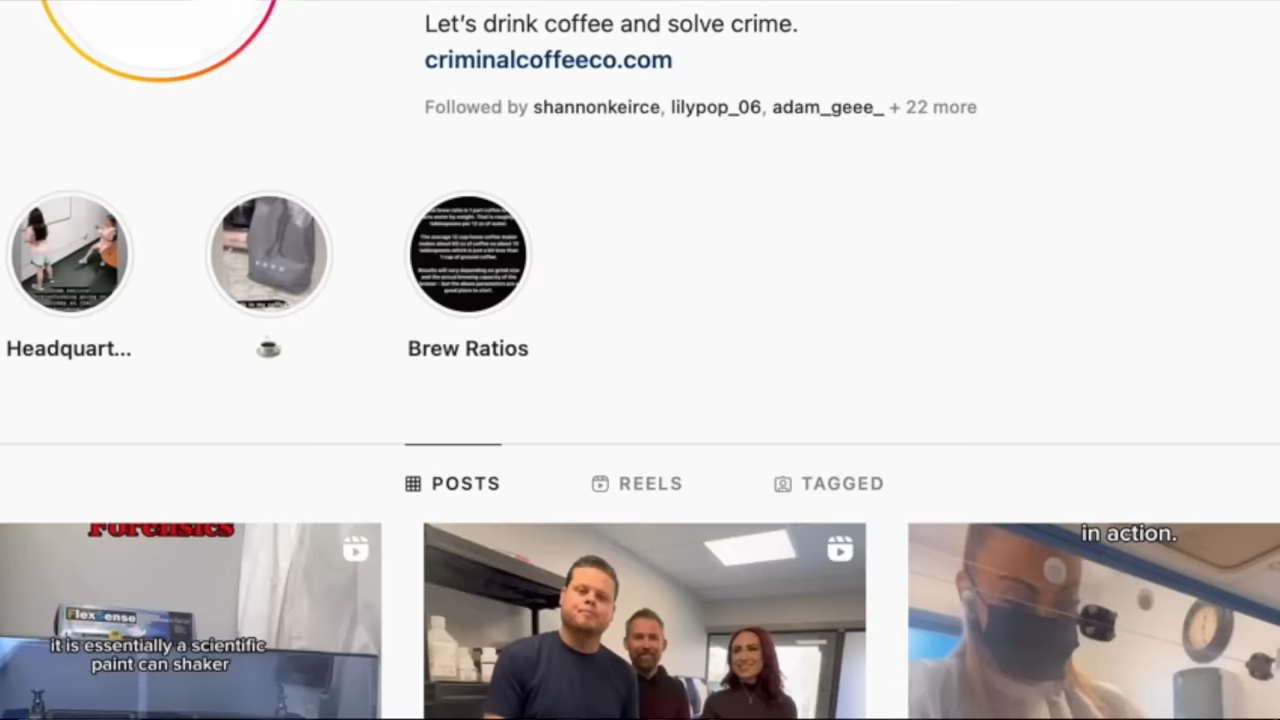 Let's drink coffee and solve crime.
criminalcoffeeco.com
Followed by shannonkeirce, lilypop_06, adam_geee_ + 22 more
Headquart...
Brew Ratios
POSTS
REELS
TAGGED
Forensics
in action.
FlexSense
it is essentially a scientific
paint can shaker